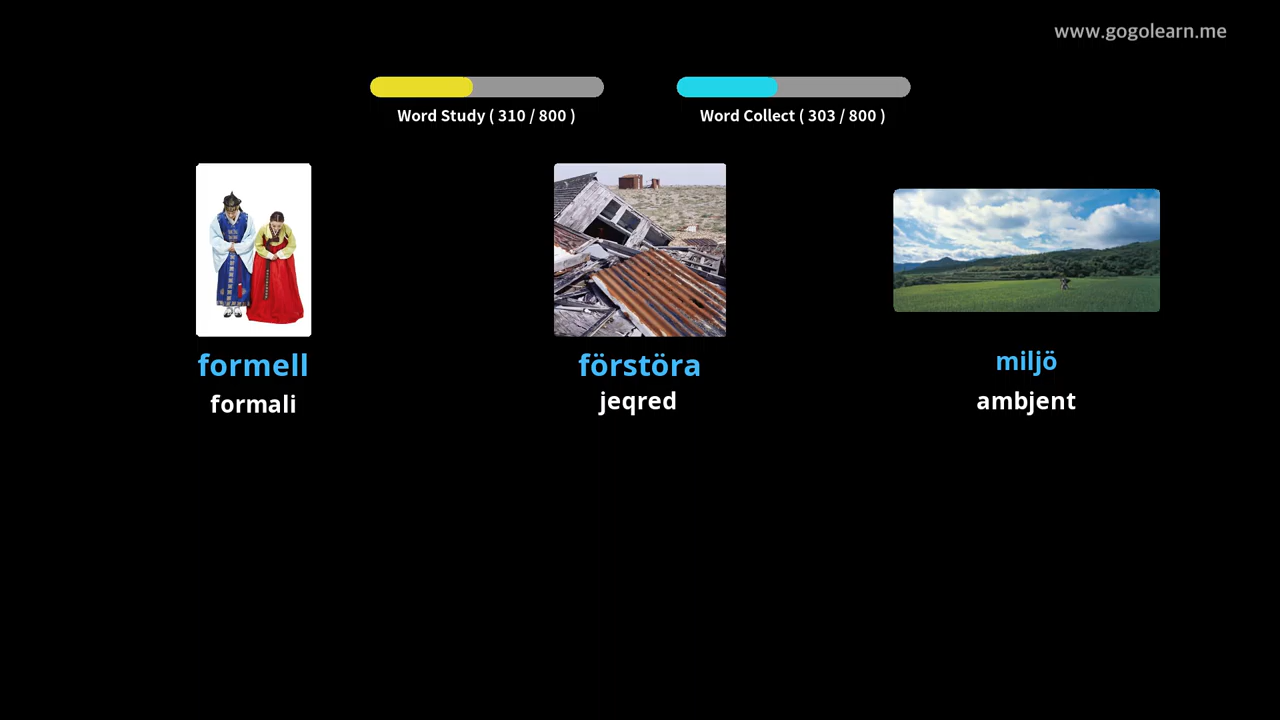 www.gogolearn.me
Word Study ( 310 / 800 )
Word Collect ( 303 / 800 )
formell
formali
förstöra
jeqred
miljö
ambjent